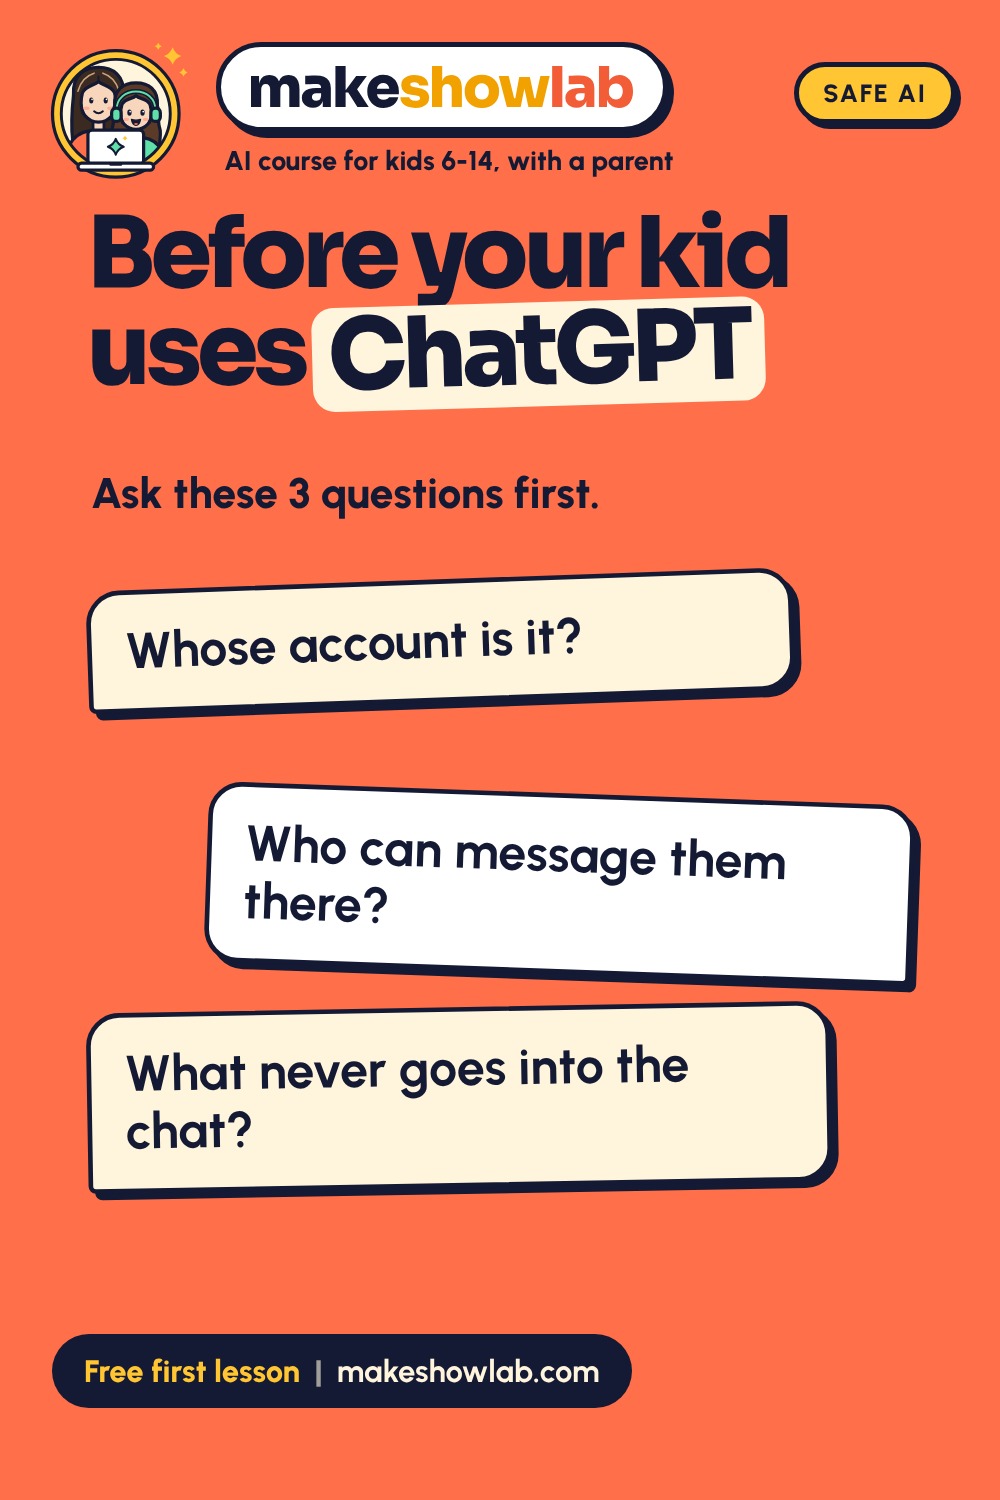 makeshowlab
SAFE AI
AI course for kids 6-14, with a parent
Before your kid
uses ChatGPT
Ask these 3 questions first.
Whose account is it?
Who can message them
there?
What never goes into the
chat?
Free first lesson | makeshowlab.com